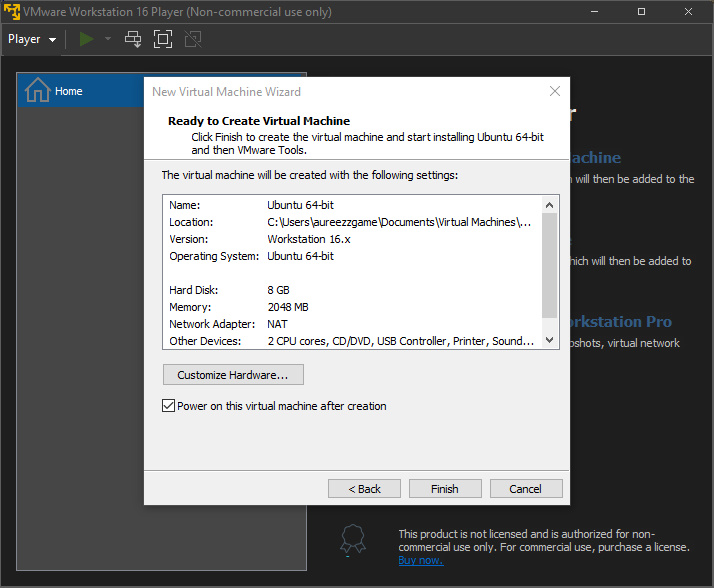 VMware Workstation 16 Player (Non-commercial use only)
Player
Home
New Virtual Machine Wizard
Ready to Create Virtual Machine
Click Finish to create the virtual machine and start installing Ubuntu 64-bit
and then VMware Tools.
The virtual machine will be created with the following settings:
Name: Ubuntu 64-bit
Location: C:\Users\aureezzgame\Documents\Virtual Machines\...
Version: Workstation 16.x
Operating System: Ubuntu 64-bit
Hard Disk: 8 GB
Memory: 2048 MB
Network Adapter: NAT
Other Devices: 2 CPU cores, CD/DVD, USB Controller, Printer, Sound...
Customize Hardware...
Power on this virtual machine after creation
< Back
Finish
Cancel
will then be added to the
will then be added to
Pro
virtual network
This product is not licensed and is authorized for non-
commercial use only. For commercial use, purchase a license.
Buy now.